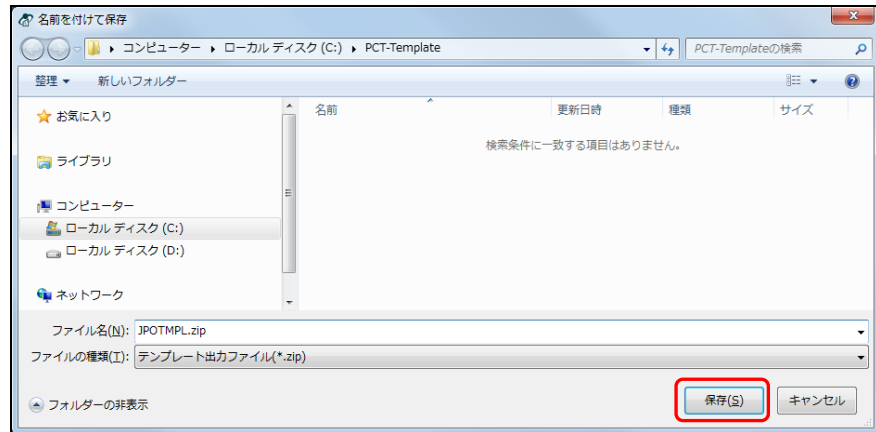 名前を付けて保存
コンピューター ▸ ローカル ディスク (C:) ▸ PCT-Template
PCT-Templateの検索
整理 新しいフォルダー
名前 更新日時 種類 サイズ
検索条件に一致する項目はありません。
お気に入り
ライブラリ
コンピューター
ローカル ディスク (C:)
ローカル ディスク (D:)
ネットワーク
ファイル名(N): JPOTMPL.zip
ファイルの種類(T): テンプレート出力ファイル(*.zip)
フォルダーの非表示
保存(S) キャンセル